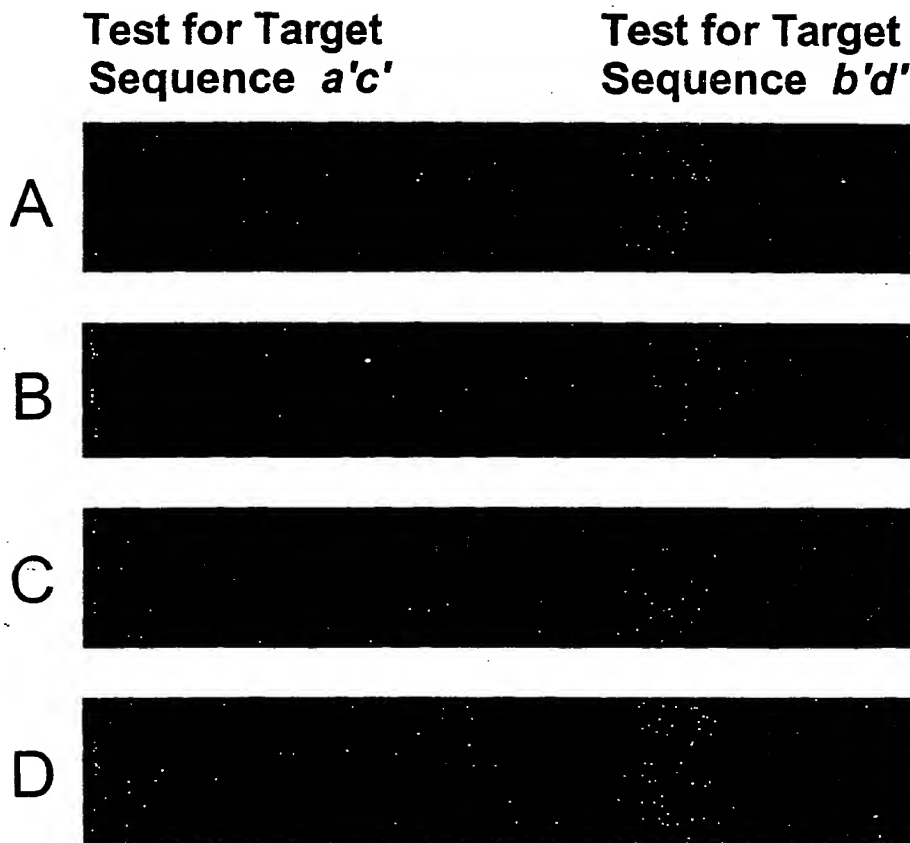 Test for Target
Sequence a'c'
Test for Target
Sequence b'd'
A
B
C
D